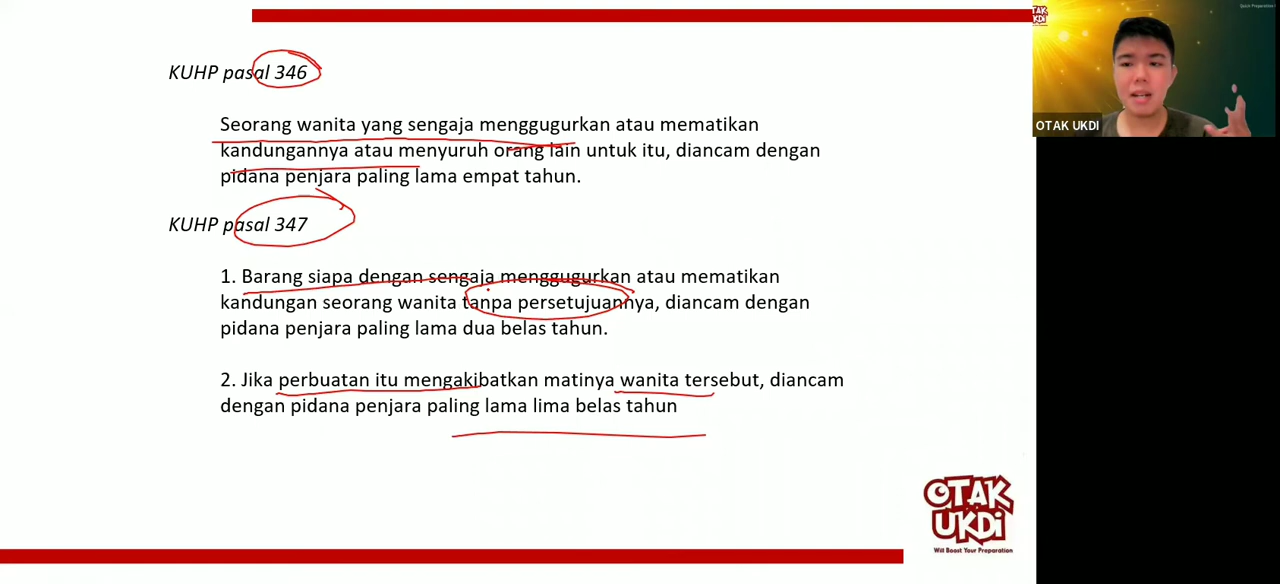 KUHP pasal 346
Seorang wanita yang sengaja menggugurkan atau mematikan
kandungannya atau menyuruh orang lain untuk itu, diancam dengan
pidana penjara paling lama empat tahun.
KUHP pasal 347
1. Barang siapa dengan sengaja menggugurkan atau mematikan
kandungan seorang wanita tanpa persetujuannya, diancam dengan
pidana penjara paling lama dua belas tahun.
2. Jika perbuatan itu mengakibatkan matinya wanita tersebut, diancam
dengan pidana penjara paling lama lima belas tahun
OTAK
UKDI
Will Boost Your Preparation
OTAK
UKDI
OTAK UKDI